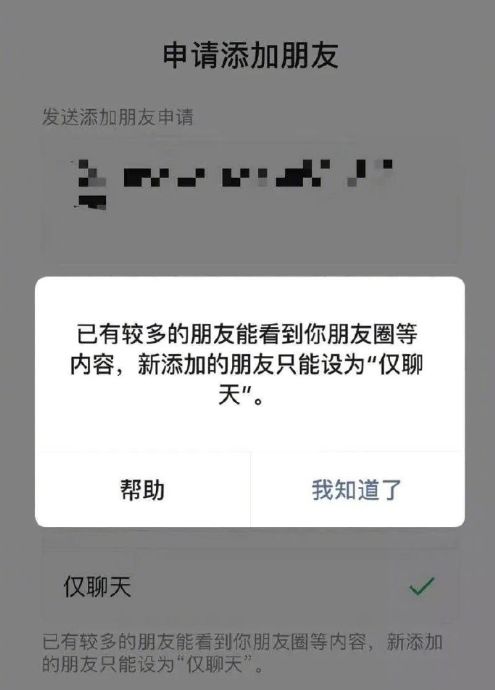 申请添加朋友
发送添加朋友申请
已有较多的朋友能看到你朋友圈等
内容，新添加的朋友只能设为“仅聊
天”。
帮助
我知道了
仅聊天
已有较多的朋友能看到你朋友圈等内容，新添加
的朋友只能设为“仅聊天”。